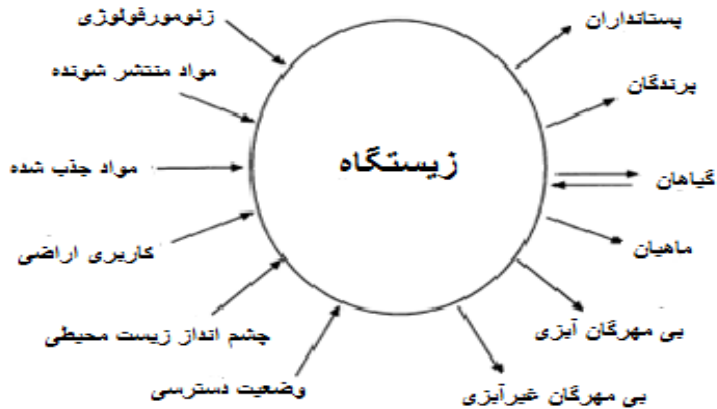 پستانداران
پرندگان
گیاهان
ماهیان
بی مهرگان آبزی
بی مهرگان غیرآبزی
زیستگاه
ژئومورفولوژی
مواد منتشر شونده
مواد جذب شده
کاربری اراضی
چشم انداز زیست محیطی
وضعیت دسترسی